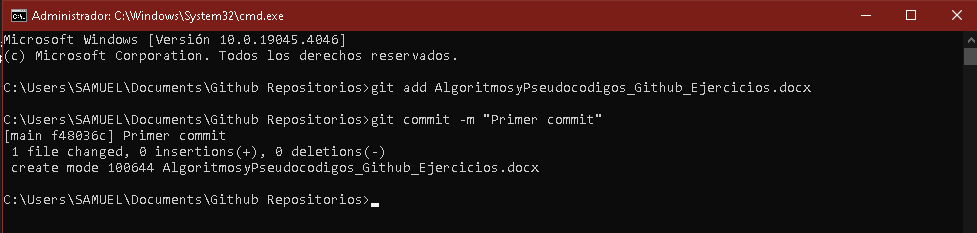 Administrador: C:\Windows\System32\cmd.exe
Microsoft Windows [Versión 10.0.19045.4046]
(c) Microsoft Corporation. Todos los derechos reservados.
C:\Users\SAMUEL\Documents\Github Repositorios>git add AlgoritmosyPseudocodigos_Github_Ejercicios.docx
C:\Users\SAMUEL\Documents\Github Repositorios>git commit -m "Primer commit"
[main f48036c] Primer commit
 1 file changed, 0 insertions(+), 0 deletions(-)
 create mode 100644 AlgoritmosyPseudocodigos_Github_Ejercicios.docx
C:\Users\SAMUEL\Documents\Github Repositorios>